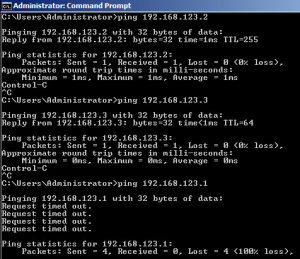 Administrator: Command Prompt
C:\Users\Administrator>ping 192.168.123.2
Pinging 192.168.123.2 with 32 bytes of data:
Reply from 192.168.123.2: bytes=32 time=1ms TTL=255
Ping statistics for 192.168.123.2:
Packets: Sent = 1, Received = 1, Lost = 0 (0% loss),
Approximate round trip times in milli-seconds:
Minimum = 1ms, Maximum = 1ms, Average = 1ms
Control-C
^C
C:\Users\Administrator>ping 192.168.123.3
Pinging 192.168.123.3 with 32 bytes of data:
Reply from 192.168.123.3: bytes=32 time<1ms TTL=64
Ping statistics for 192.168.123.3:
Packets: Sent = 1, Received = 1, Lost = 0 (0% loss),
Approximate round trip times in milli-seconds:
Minimum = 0ms, Maximum = 0ms, Average = 0ms
Control-C
^C
C:\Users\Administrator>ping 192.168.123.1
Pinging 192.168.123.1 with 32 bytes of data:
Request timed out.
Request timed out.
Request timed out.
Request timed out.
Ping statistics for 192.168.123.1:
Packets: Sent = 4, Received = 0, Lost = 4 (100% loss),